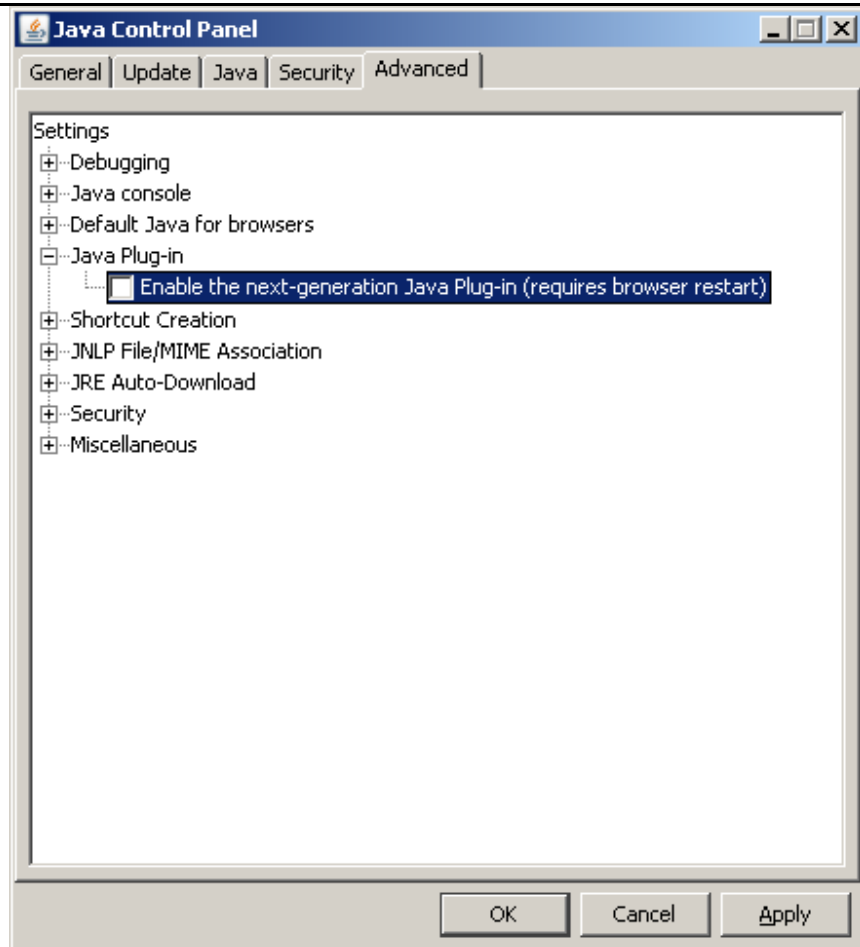 Java Control Panel
General Update Java Security Advanced
Settings
Debugging
Java console
Default Java for browsers
Java Plug-in
Enable the next-generation Java Plug-in (requires browser restart)
Shortcut Creation
JNLP File/MIME Association
JRE Auto-Download
Security
Miscellaneous
OK Cancel Apply